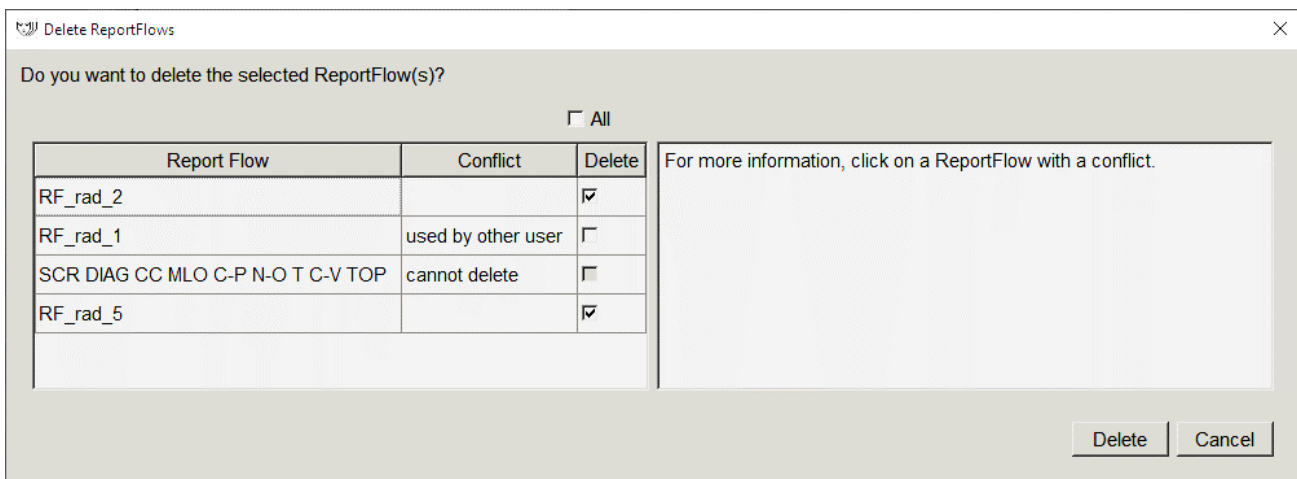 Delete ReportFlows
Do you want to delete the selected ReportFlow(s)?
All
Report Flow Conflict Delete
RF_rad_2
RF_rad_1 used by other user
SCR DIAG CC MLO C-P N-O T C-V TOP cannot delete
RF_rad_5
For more information, click on a ReportFlow with a conflict.
Delete Cancel